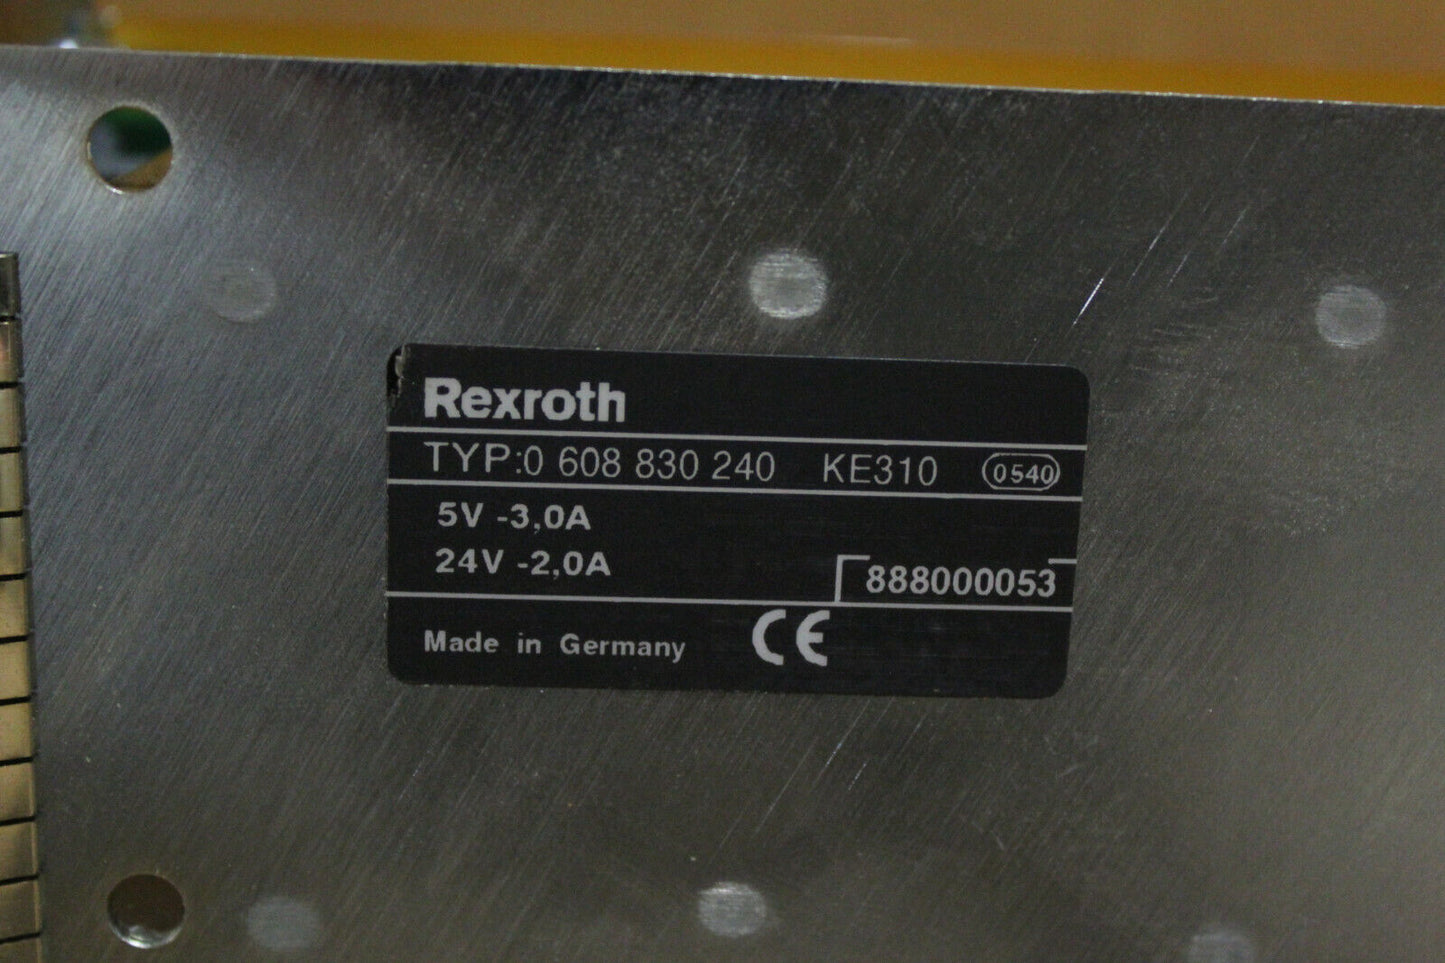 Rexroth
TYP:0 608 830 240 KE310 0540
5V -3,0A
24V -2,0A
888000053
Made in Germany CE